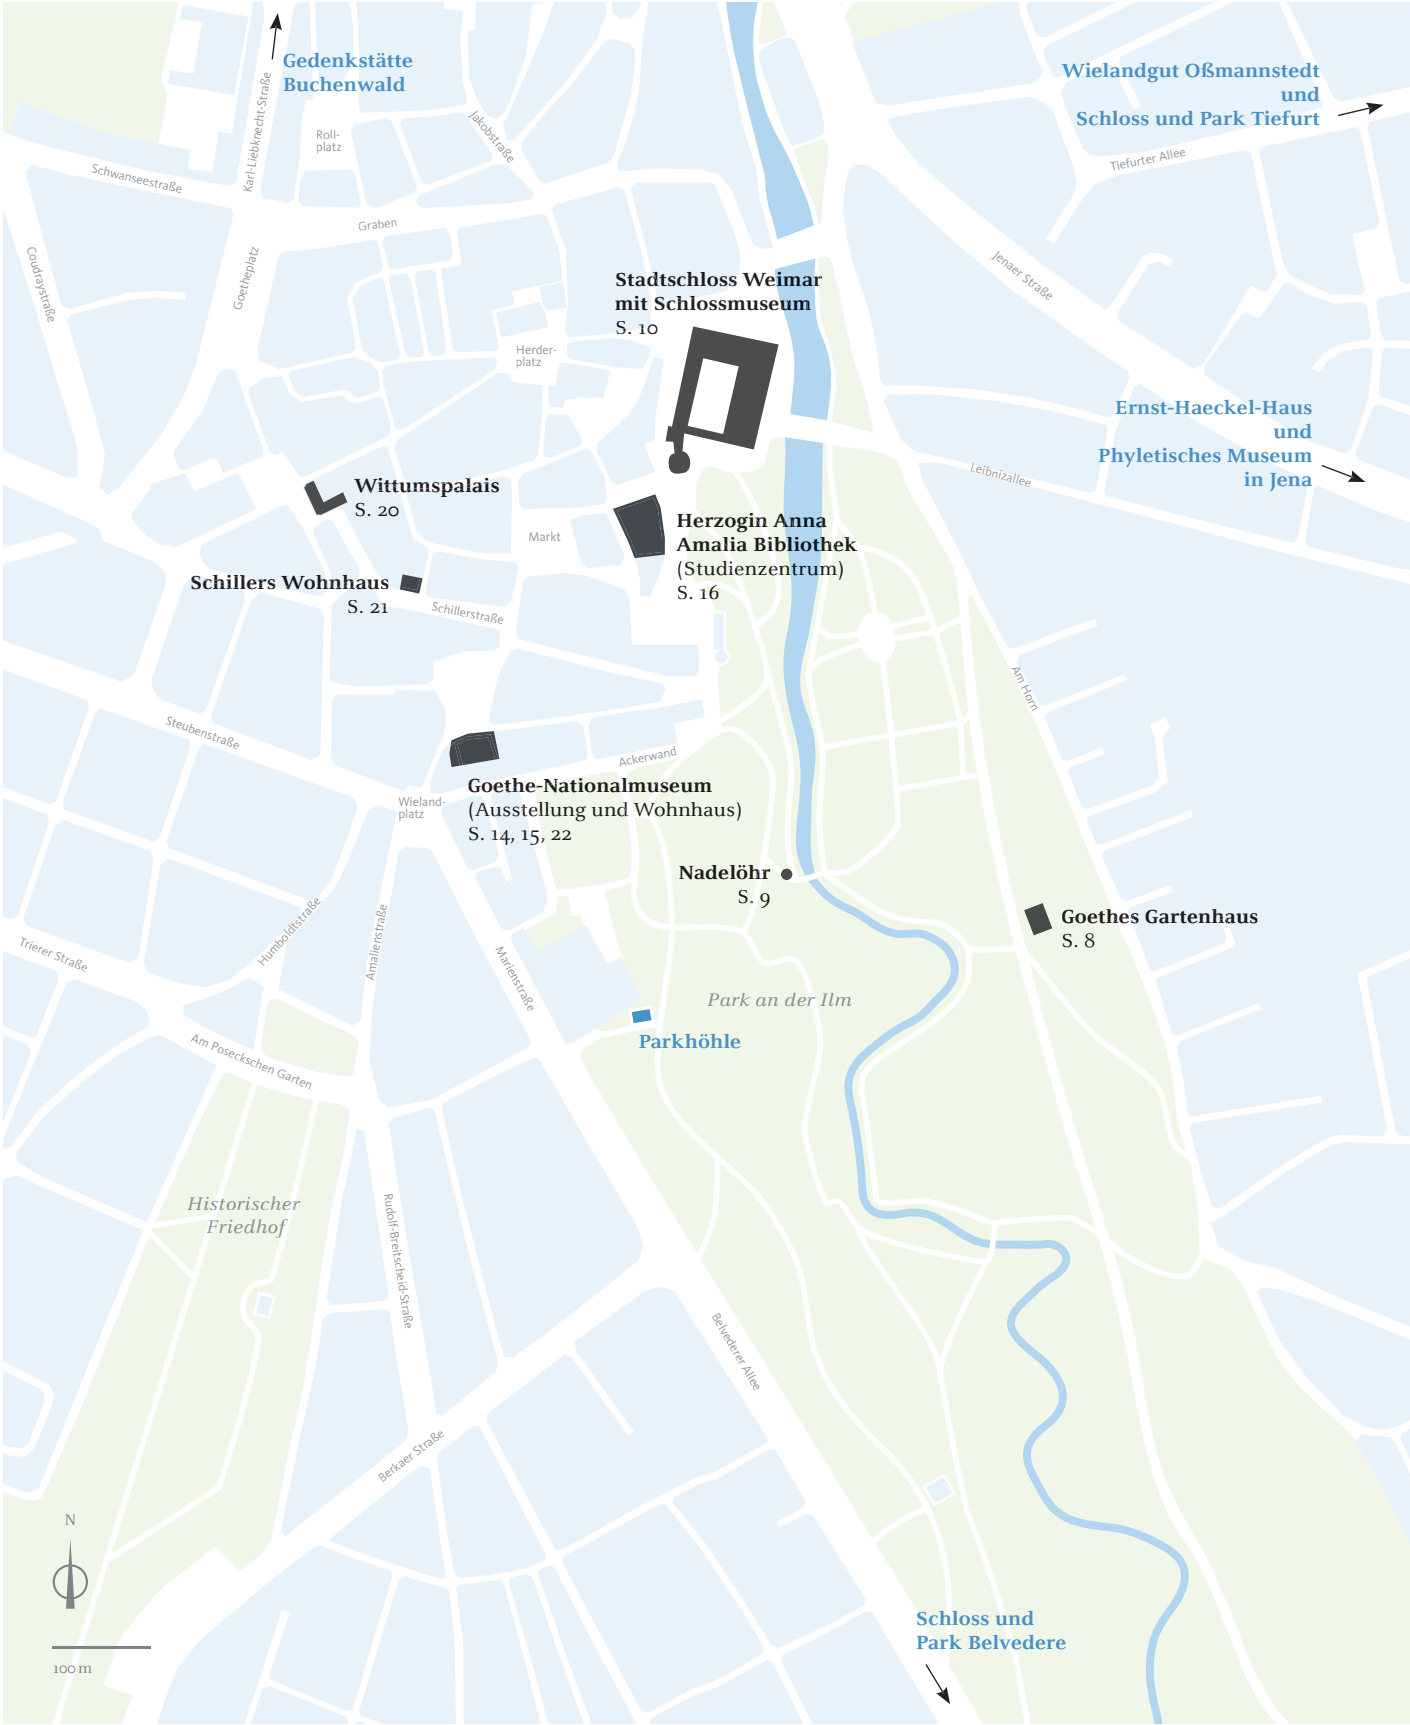 Gedenkstätte
Buchenwald
Wielandgut Oßmannstedt
und
Schloss und Park Tiefurt
Karl-Liebknecht-Straße
Roll-
platz
Jakobstraße
Tiefurter Allee
Schwanseestraße
Graben
Coudraystraße
Goetheplatz
Jenaer Straße
Stadtschloss Weimar
mit Schlossmuseum
S. 10
Herder-
platz
Ernst-Haeckel-Haus
und
Phyletisches Museum
in Jena
Leibnizallee
Wittumspalais
S. 20
Markt
Herzogin Anna
Amalia Bibliothek
(Studienzentrum)
S. 16
Schillers Wohnhaus
S. 21
Schillerstraße
Am Horn
Steubenstraße
Ackerwand
Goethe-Nationalmuseum
(Ausstellung und Wohnhaus)
S. 14, 15, 22
Wieland-
platz
Nadelöhr
S. 9
Goethes Gartenhaus
S. 8
Humboldtstraße
Amalienstraße
Trierer Straße
Marienstraße
Park an der Ilm
Parkhöhle
Am Poseckschen Garten
Historischer
Friedhof
Rudolf-Breitscheid-Straße
Belvederer Allee
Berkaer Straße
N
100 m
Schloss und
Park Belvedere